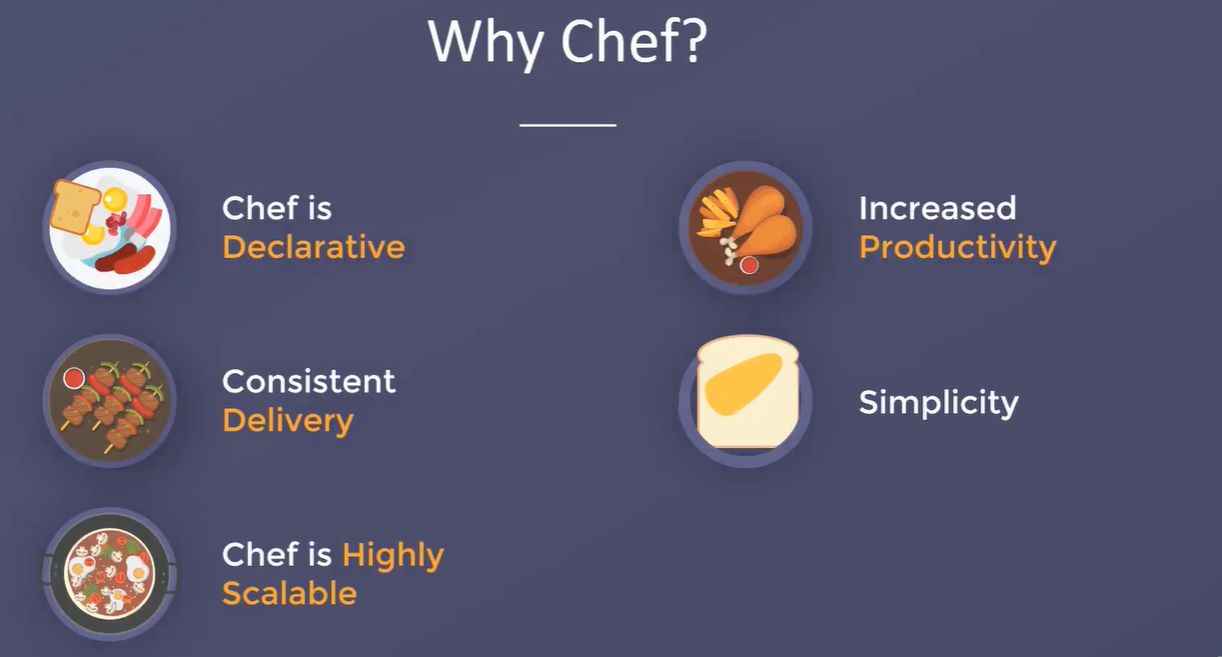 Why Chef?
Chef is
Declarative
Consistent
Delivery
Chef is Highly
Scalable
Increased
Productivity
Simplicity